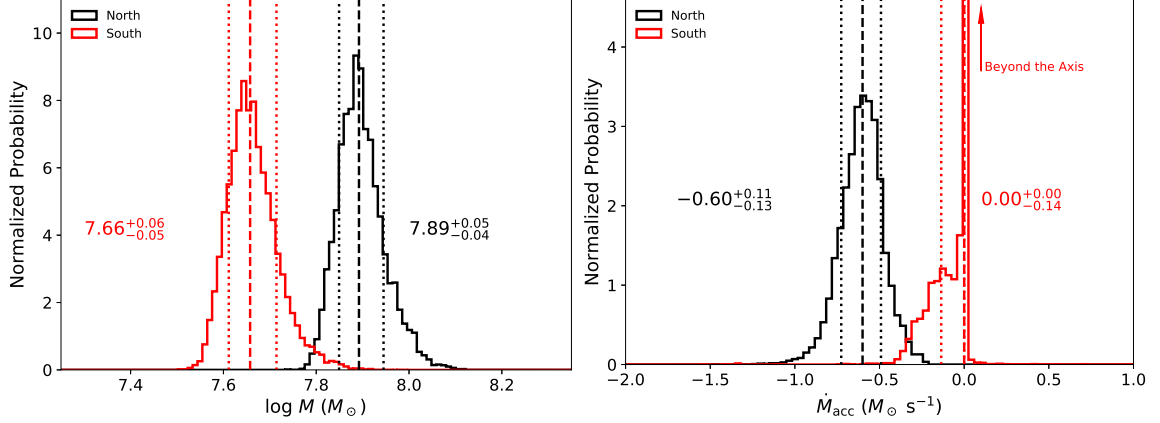 North
South
10
8
6
4
2
0
Normalized Probability
7.66+0.06−0.05
7.89+0.05−0.04
7.4 7.6 7.8 8.0 8.2
log M (M⊙)
North
South
Beyond the Axis
4
3
2
1
0
Normalized Probability
−0.60+0.11−0.13
0.00+0.00−0.14
−2.0 −1.5 −1.0 −0.5 0.0 0.5 1.0
Ṁacc (M⊙ s−1)